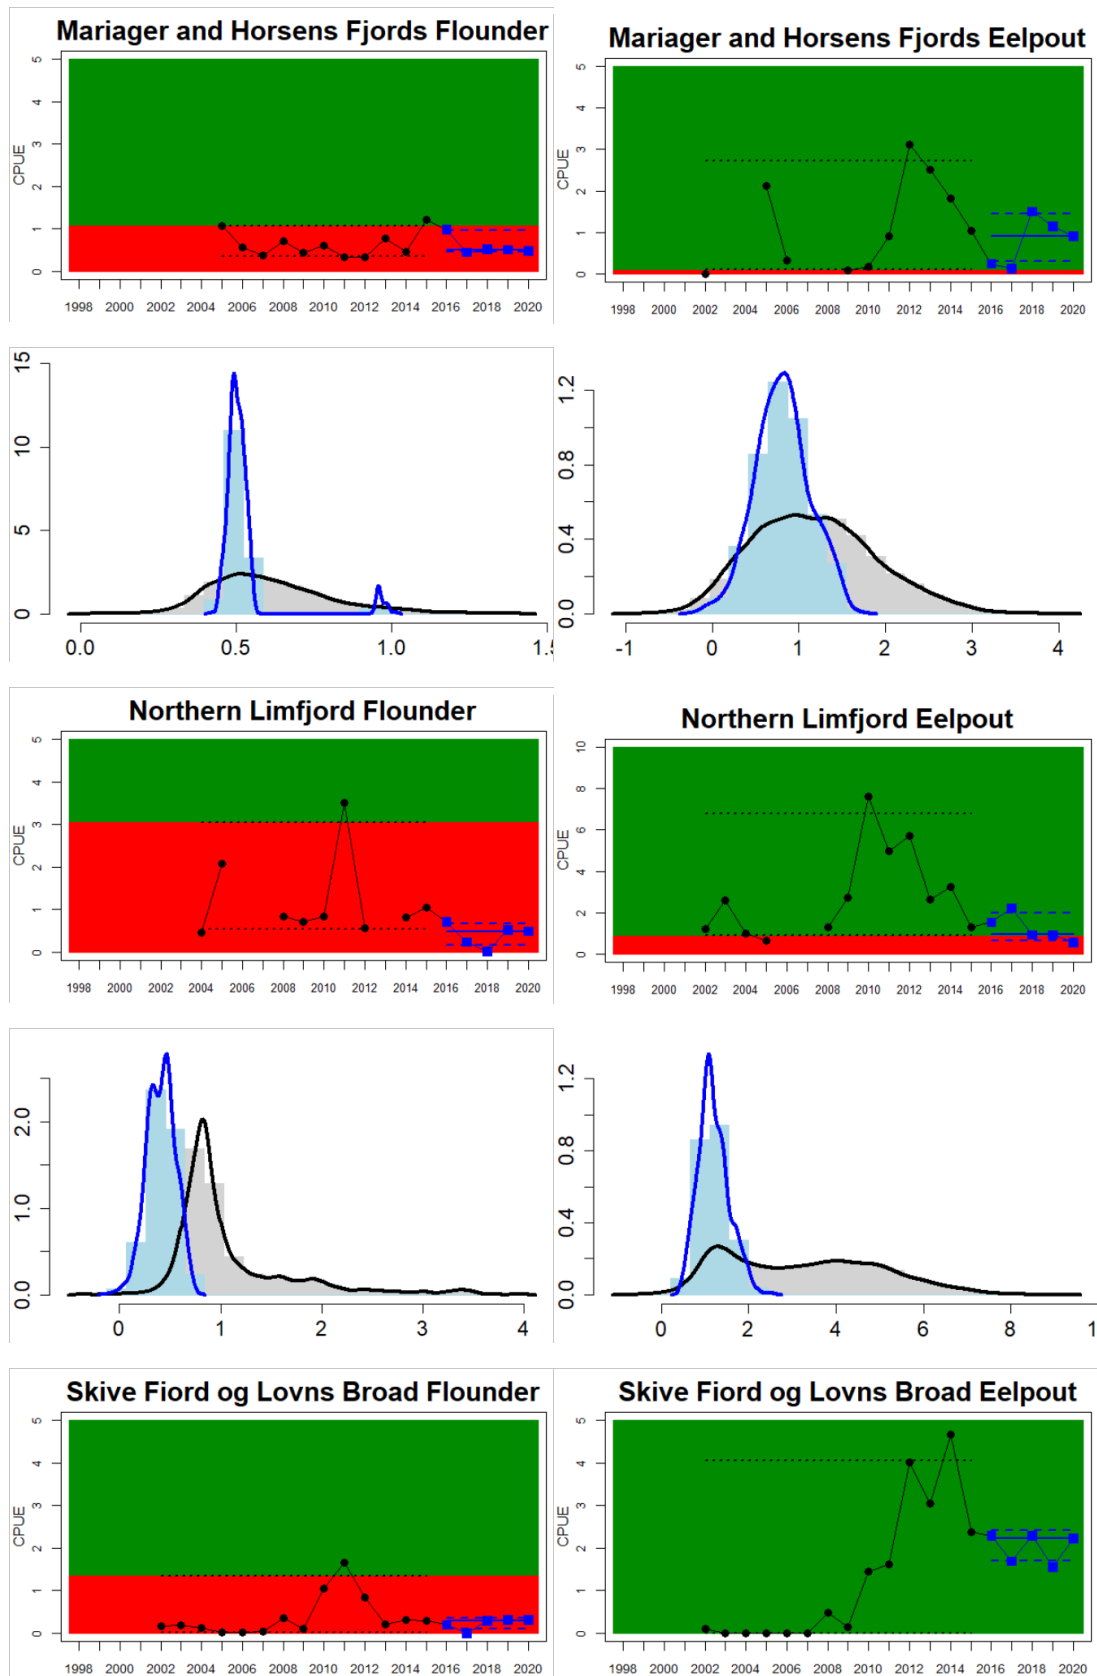 Mariager and Horsens Fjords Flounder
CPUE
5
4
3
2
1
0
1998 2000 2002 2004 2006 2008 2010 2012 2014 2016 2018 2020
Mariager and Horsens Fjords Eelpout
CPUE
5
4
3
2
1
0
1998 2000 2002 2004 2006 2008 2010 2012 2014 2016 2018 2020
15
10
5
0
0.0 0.5 1.0 1.5
1.2
0.8
0.4
0.0
-1 0 1 2 3 4
Northern Limfjord Flounder
CPUE
5
4
3
2
1
0
1998 2000 2002 2004 2006 2008 2010 2012 2014 2016 2018 2020
Northern Limfjord Eelpout
CPUE
10
8
6
4
2
0
1998 2000 2002 2004 2006 2008 2010 2012 2014 2016 2018 2020
2.0
1.0
0.0
0 1 2 3 4
1.2
0.8
0.4
0.0
0 2 4 6 8
Skive Fiord og Lovns Broad Flounder
CPUE
5
4
3
2
1
0
1998 2000 2002 2004 2006 2008 2010 2012 2014 2016 2018 2020
Skive Fiord og Lovns Broad Eelpout
CPUE
5
4
3
2
1
0
1998 2000 2002 2004 2006 2008 2010 2012 2014 2016 2018 2020